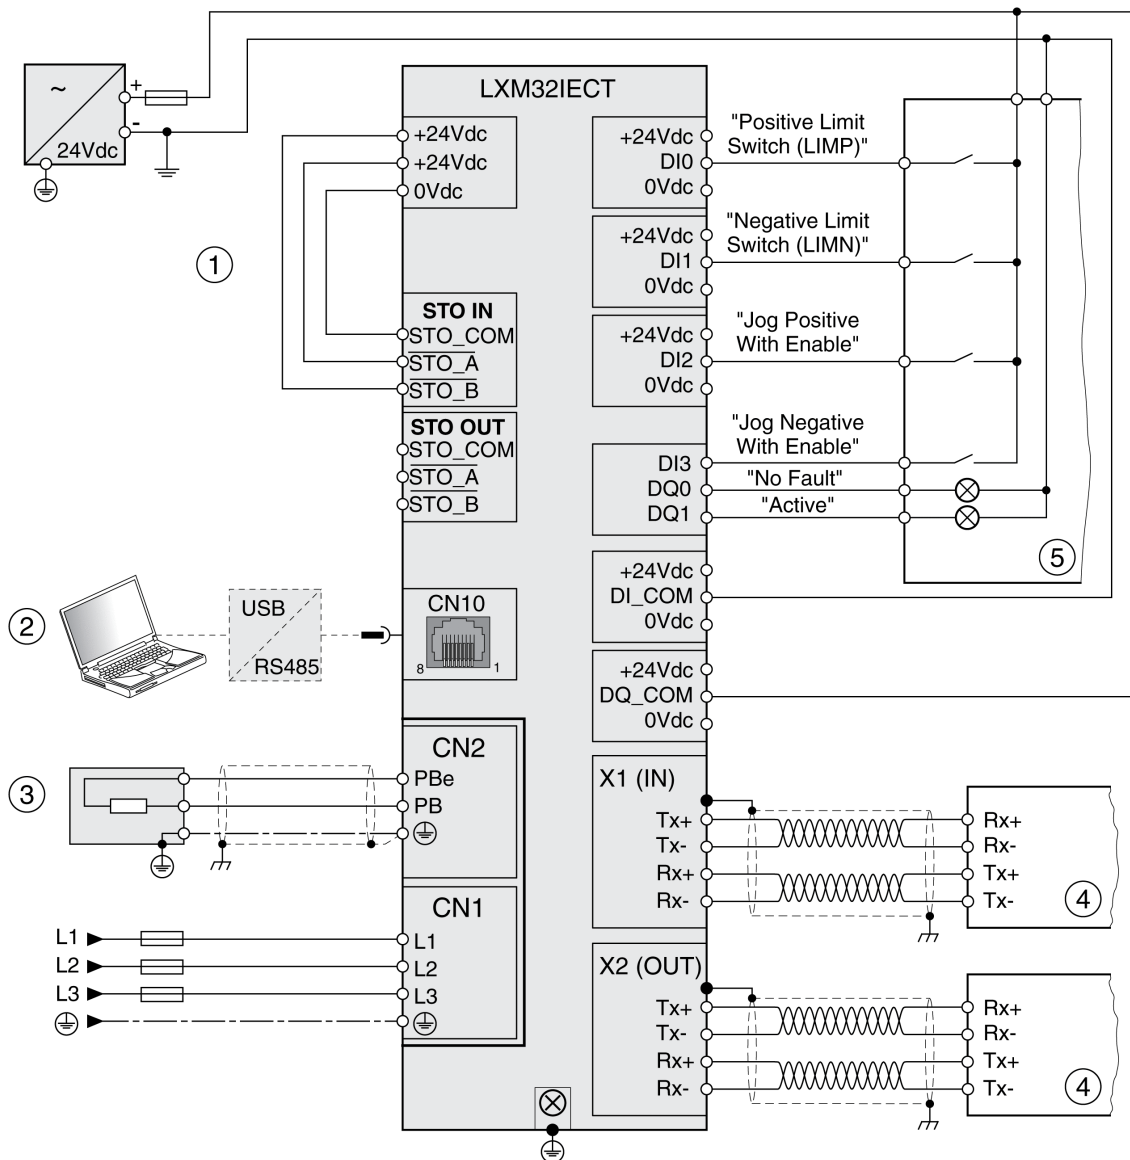 +
~
-
24Vdc
LXM32IECT
+24Vdc
+24Vdc
0Vdc
1
STO IN
STO_COM
STO_A
STO_B
STO OUT
STO_COM
STO_A
STO_B
2
USB
RS485
CN10
8 1
3
CN2
PBe
PB
CN1
L1 L1
L2 L2
L3 L3
+24Vdc
DI0
0Vdc
"Positive Limit
Switch (LIMP)"
+24Vdc
DI1
0Vdc
"Negative Limit
Switch (LIMN)"
+24Vdc
DI2
0Vdc
"Jog Positive
With Enable"
DI3
DQ0
DQ1
"Jog Negative
With Enable"
"No Fault"
"Active"
5
+24Vdc
DI_COM
0Vdc
+24Vdc
DQ_COM
0Vdc
X1 (IN)
Tx+ Rx+
Tx- Rx-
Rx+ Tx+
Rx- Tx-
4
X2 (OUT)
Tx+ Rx+
Tx- Rx-
Rx+ Tx+
Rx- Tx-
4